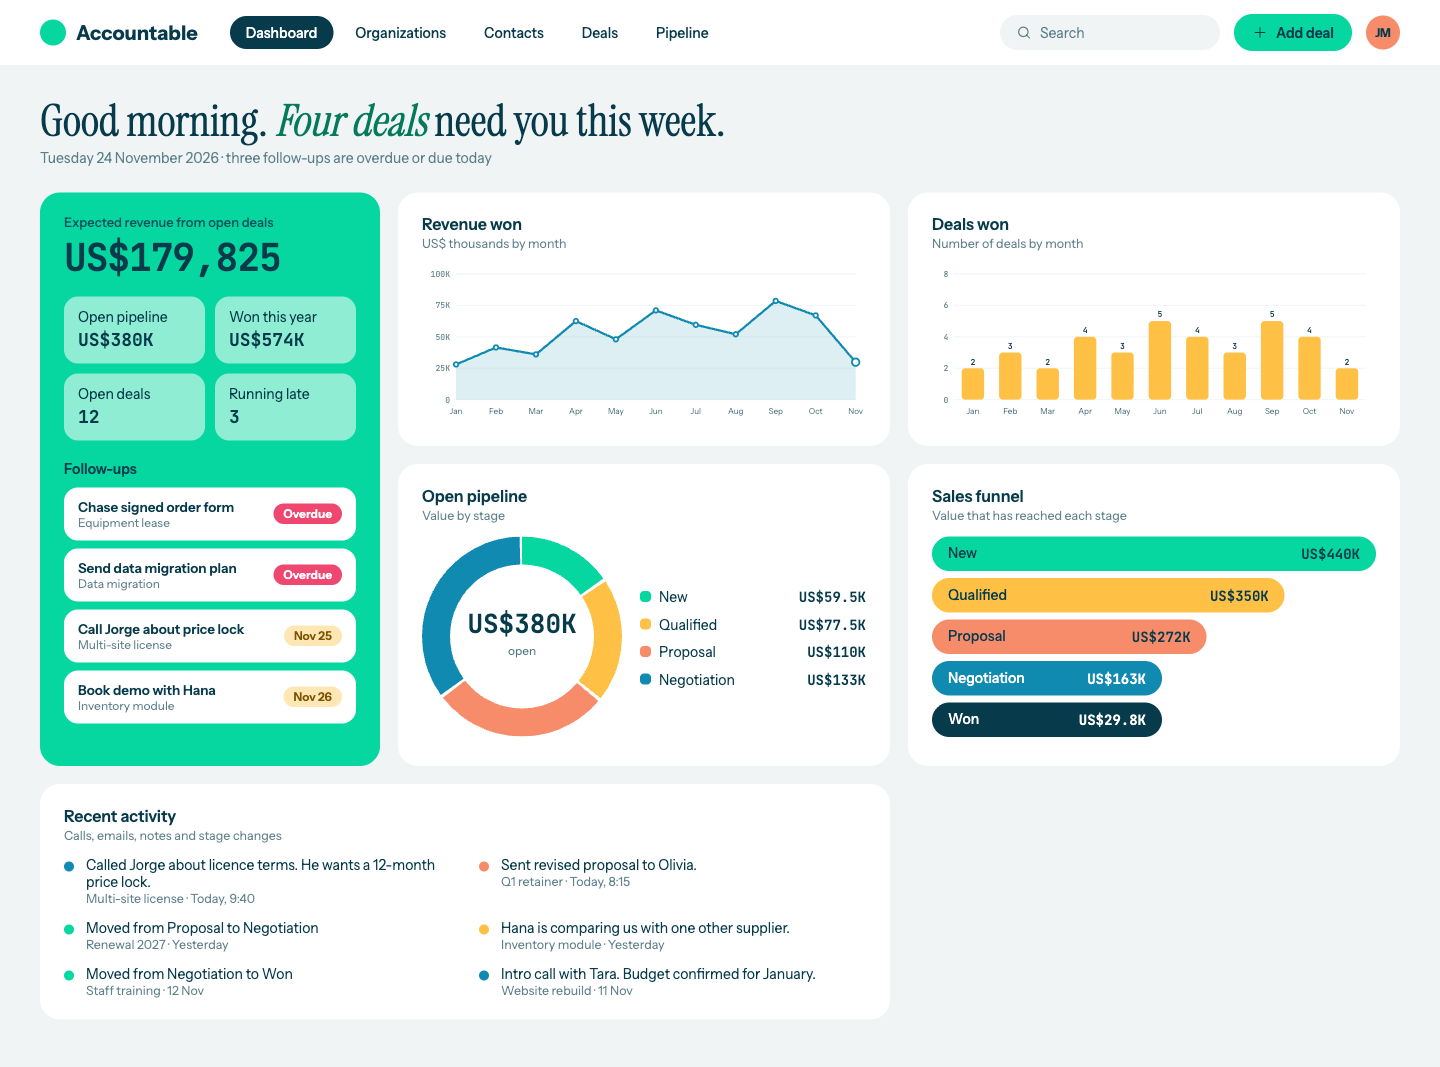 Accountable
Dashboard
Organizations
Contacts
Deals
Pipeline
Search
Add deal
JM
Good morning. Four deals need you this week.
Tuesday 24 November 2026 · three follow-ups are overdue or due today
Expected revenue from open deals
US$179,825
Open pipeline
US$380K
Won this year
US$574K
Open deals
12
Running late
3
Follow-ups
Chase signed order form
Equipment lease
Overdue
Send data migration plan
Data migration
Overdue
Call Jorge about price lock
Multi-site license
Nov 25
Book demo with Hana
Inventory module
Nov 26
Revenue won
US$ thousands by month
100K
75K
50K
25K
0
Jan Feb Mar Apr May Jun Jul Aug Sep Oct Nov
Deals won
Number of deals by month
8
6
4
2
0
2 3 2 4 3 5 4 3 5 4 2
Jan Feb Mar Apr May Jun Jul Aug Sep Oct Nov
Open pipeline
Value by stage
US$380K
open
New US$59.5K
Qualified US$77.5K
Proposal US$110K
Negotiation US$133K
Sales funnel
Value that has reached each stage
New US$440K
Qualified US$350K
Proposal US$272K
Negotiation US$163K
Won US$29.8K
Recent activity
Calls, emails, notes and stage changes
Called Jorge about licence terms. He wants a 12-month
price lock.
Multi-site license · Today, 9:40
Sent revised proposal to Olivia.
Q1 retainer · Today, 8:15
Moved from Proposal to Negotiation
Renewal 2027 · Yesterday
Hana is comparing us with one other supplier.
Inventory module · Yesterday
Moved from Negotiation to Won
Staff training · 12 Nov
Intro call with Tara. Budget confirmed for January.
Website rebuild · 11 Nov